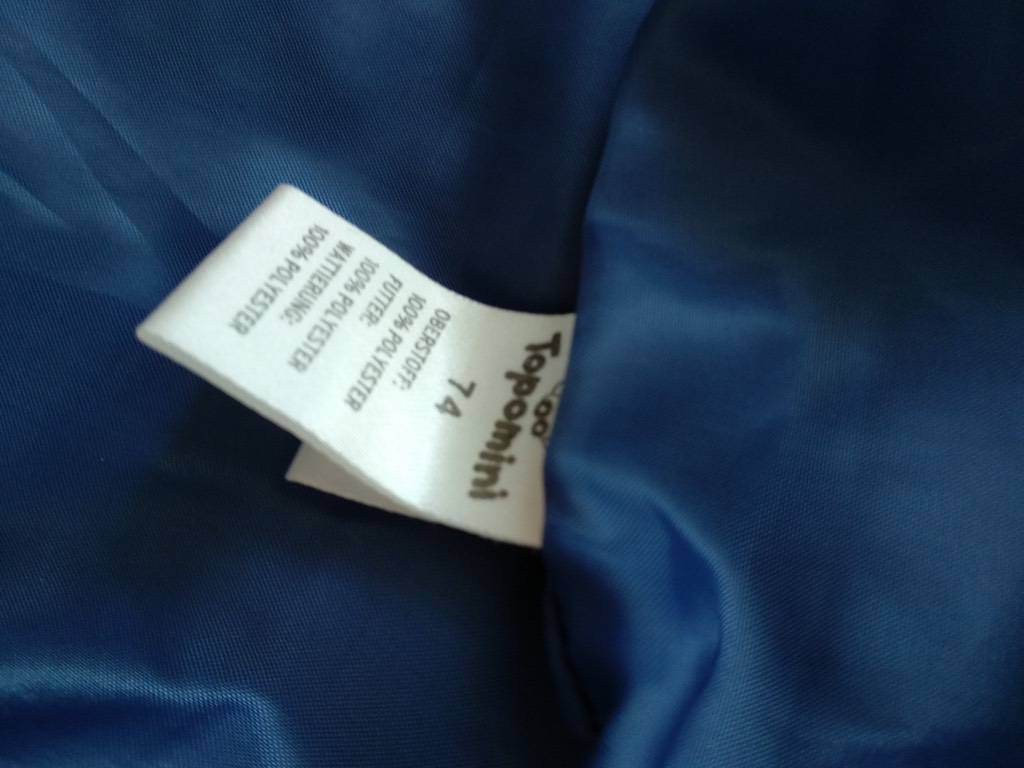 Topomini
74
OBERSTOFF:
100% POLYESTER
FUTTER:
100% POLYESTER
WATTIERUNG:
100% POLYESTER